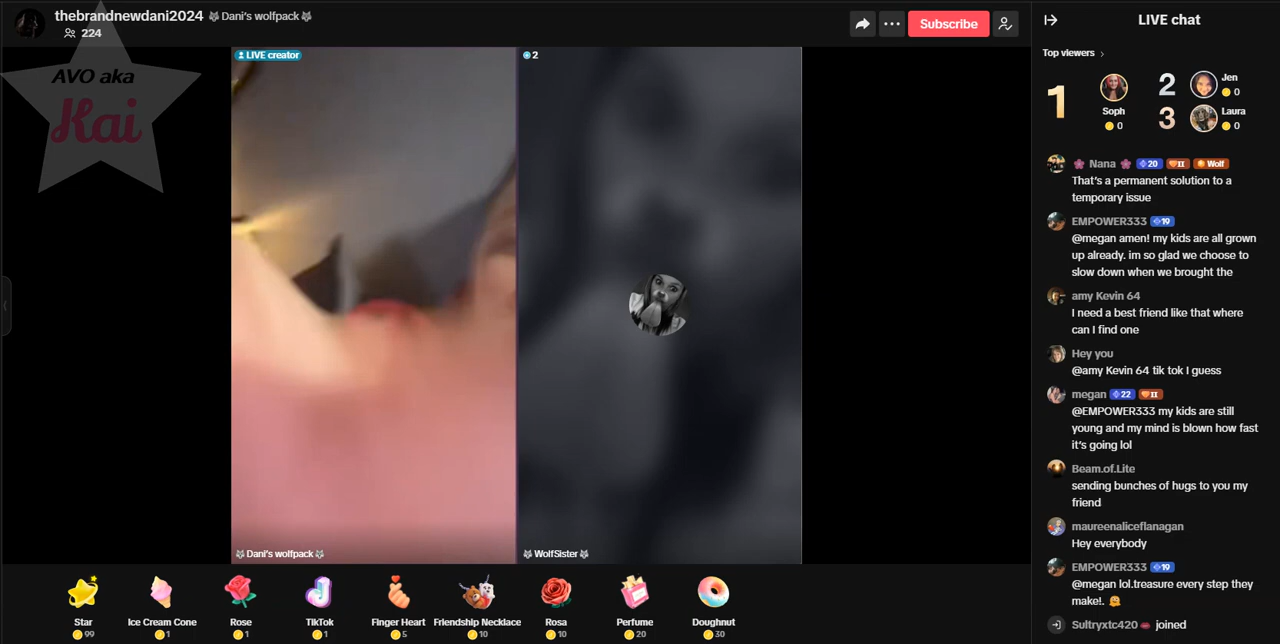 thebrandnewdani2024 🐺Dani's wolfpack🐺
224
Subscribe
AVO aka
Kai
LIVE creator
2
🐺Dani's wolfpack🐺
🐺WolfSister🐺
Star
99
Ice Cream Cone
1
Rose
1
TikTok
1
Finger Heart
5
Friendship Necklace
10
Rosa
10
Perfume
20
Doughnut
30
LIVE chat
Top viewers
1
Soph
0
2
Jen
0
3
Laura
0
🌸 Nana 🌸 20 II Wolf
That's a permanent solution to a
temporary issue
EMPOWER333 19
@megan amen! my kids are all grown
up already. im so glad we choose to
slow down when we brought the
amy Kevin 64
I need a best friend like that where
can I find one
Hey you
@amy Kevin 64 tik tok I guess
megan 22 II
@EMPOWER333 my kids are still
young and my mind is blown how fast
it's going lol
Beam.of.Lite
sending bunches of hugs to you my
friend
maureenaliceflanagan
Hey everybody
EMPOWER333 19
@megan lol.treasure every step they
make!. 🤗
Sultryxtc420👄 joined